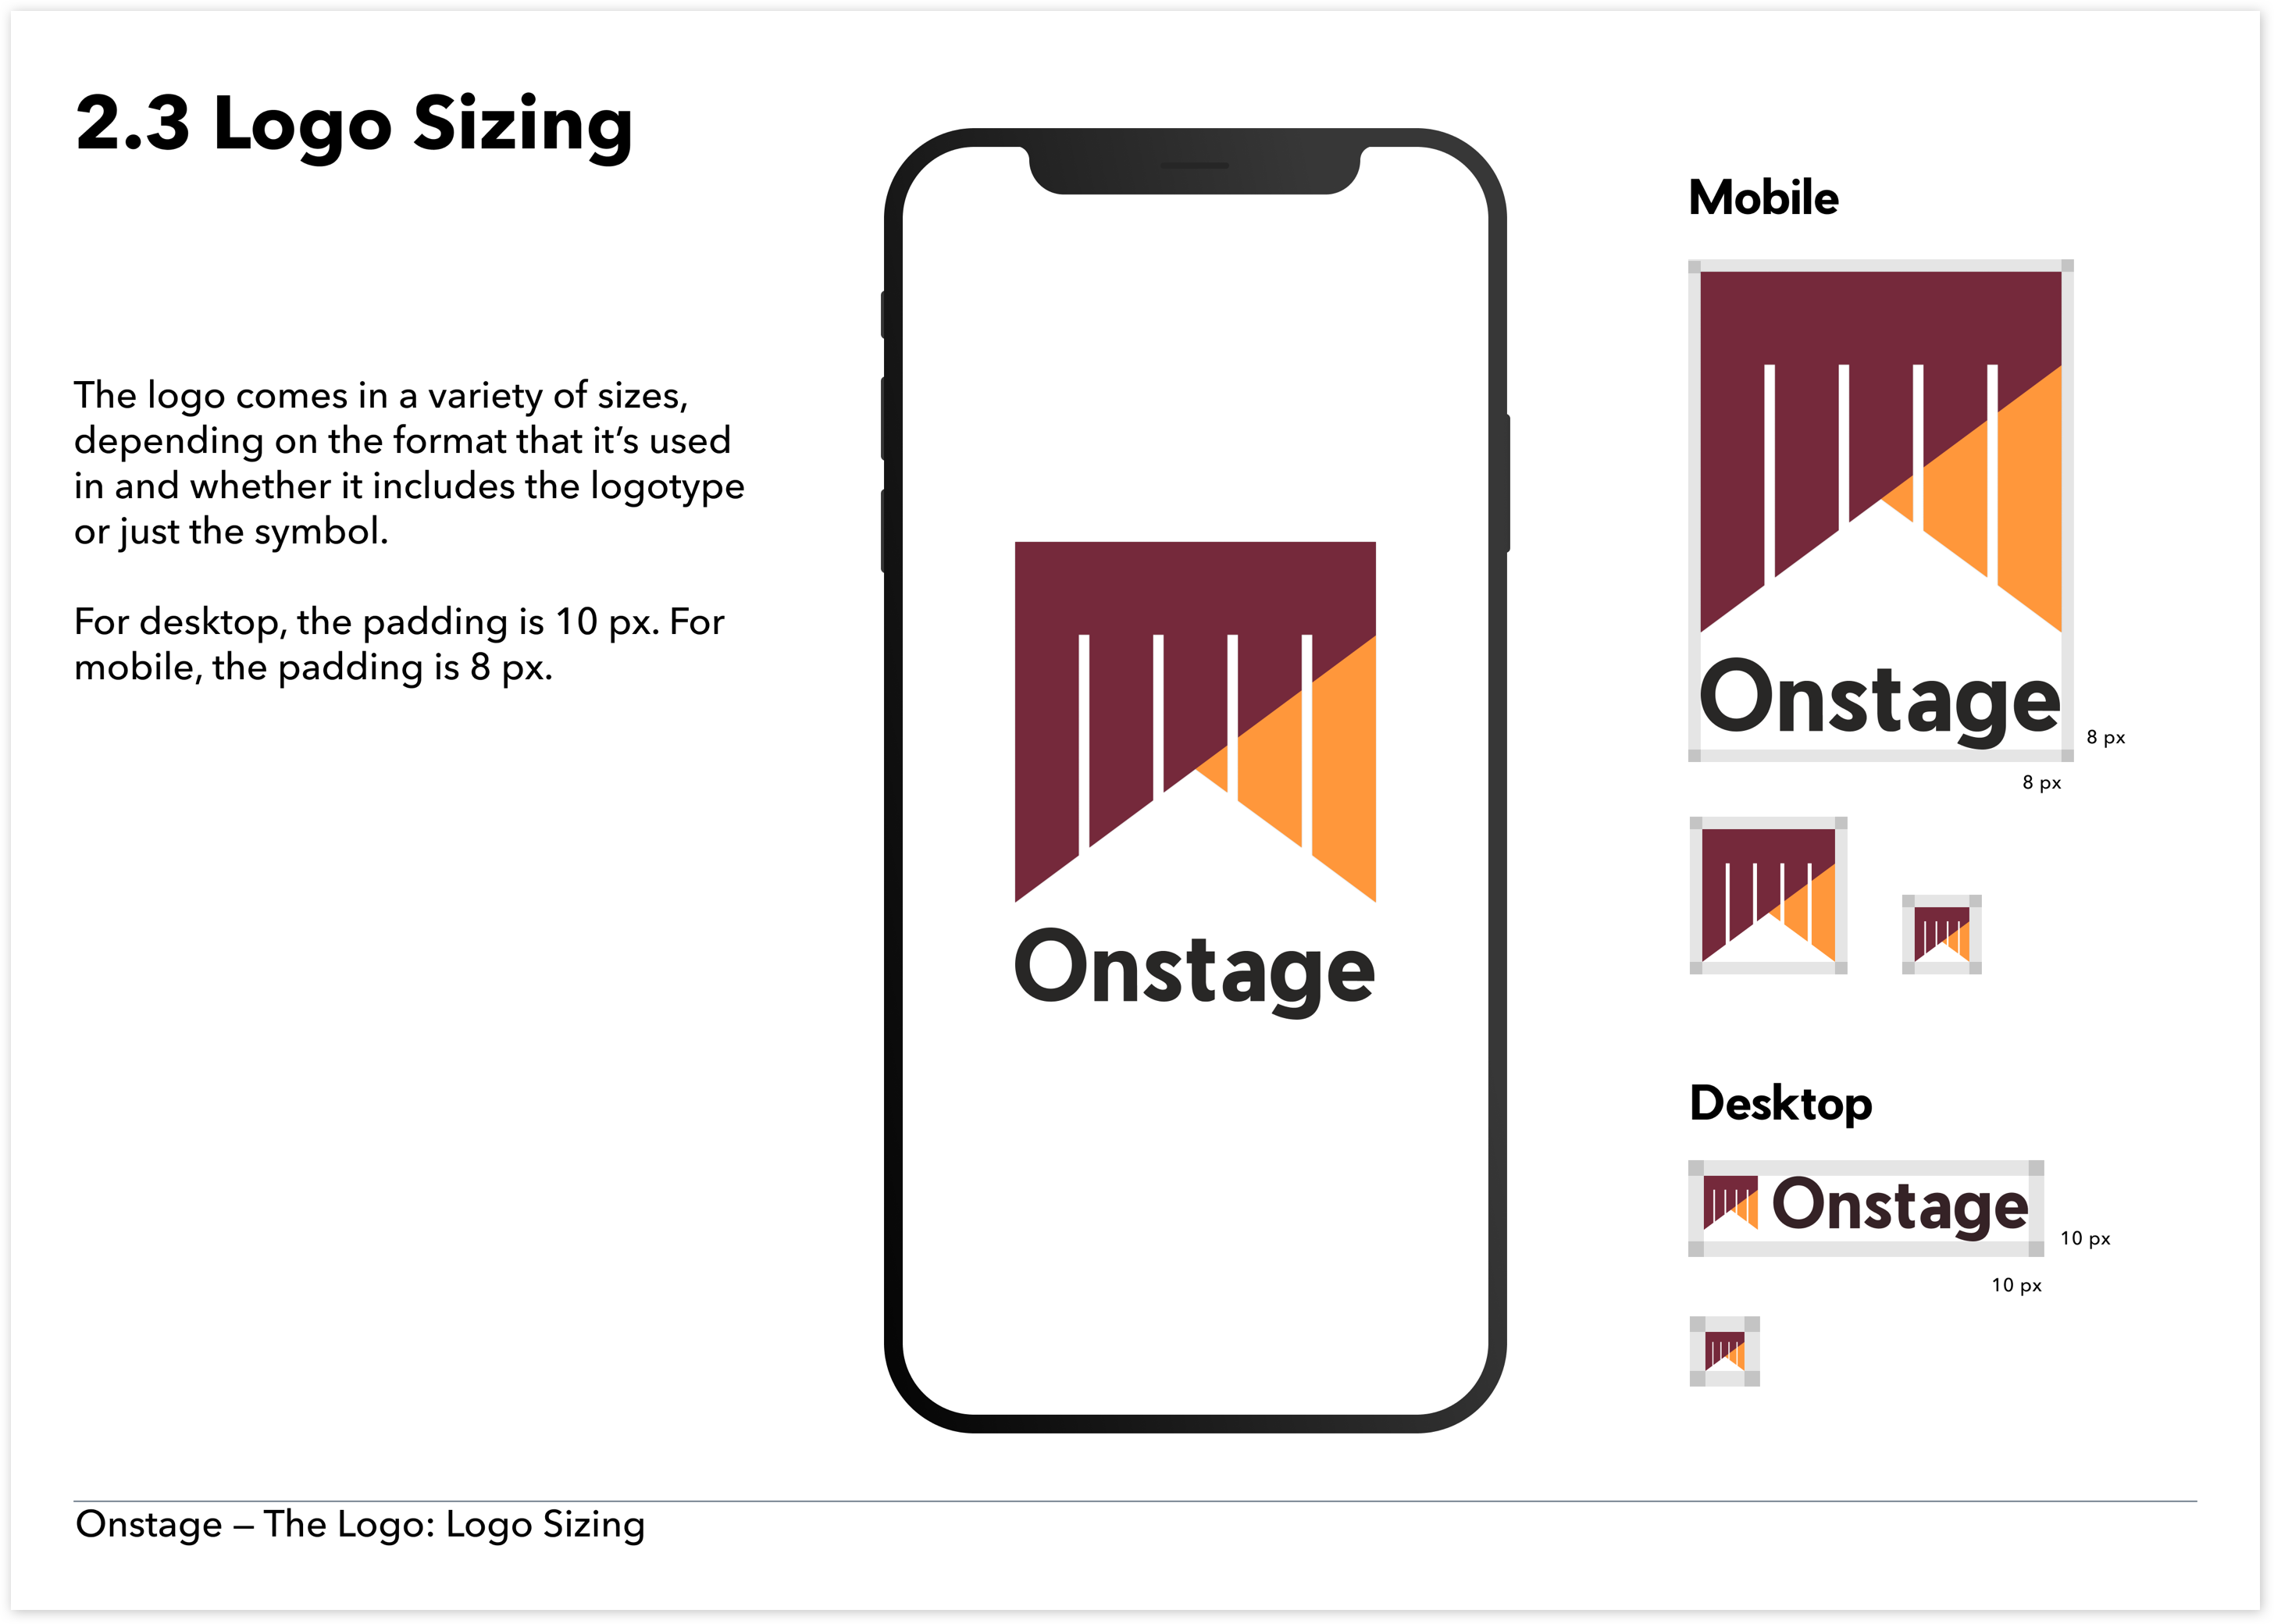 2.3 Logo Sizing
The logo comes in a variety of sizes,
depending on the format that it’s used
in and whether it includes the logotype
or just the symbol.
For desktop, the padding is 10 px. For
mobile, the padding is 8 px.
Onstage
Mobile
Onstage
8 px
8 px
Desktop
Onstage
10 px
10 px
Onstage – The Logo: Logo Sizing